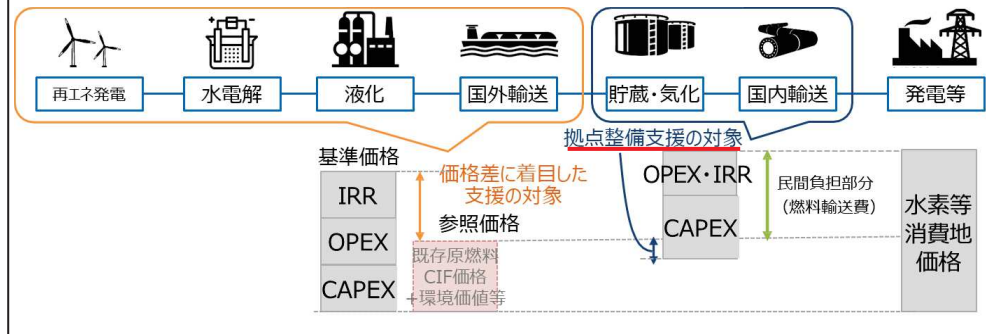 再エネ発電
水電解
液化
国外輸送
貯蔵・気化
国内輸送
発電等
拠点整備支援の対象
基準価格
価格差に着目した
支援の対象
IRR
OPEX
CAPEX
参照価格
既存原燃料
CIF価格
+環境価値等
OPEX・IRR
CAPEX
民間負担部分
(燃料輸送費)
水素等
消費地
価格